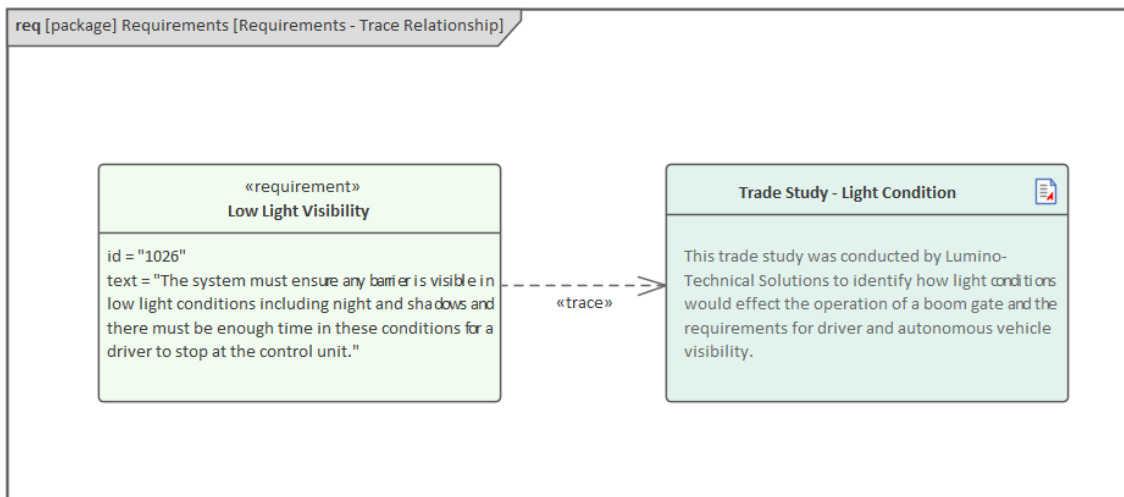 req [package] Requirements [Requirements - Trace Relationship]
«requirement»
Low Light Visibility
id = "1026"
text = "The system must ensure any barrier is visible in
low light conditions including night and shadows and
there must be enough time in these conditions for a
driver to stop at the control unit."
«trace»
Trade Study - Light Condition
This trade study was conducted by Lumino-
Technical Solutions to identify how light conditions
would effect the operation of a boom gate and the
requirements for driver and autonomous vehicle
visibility.